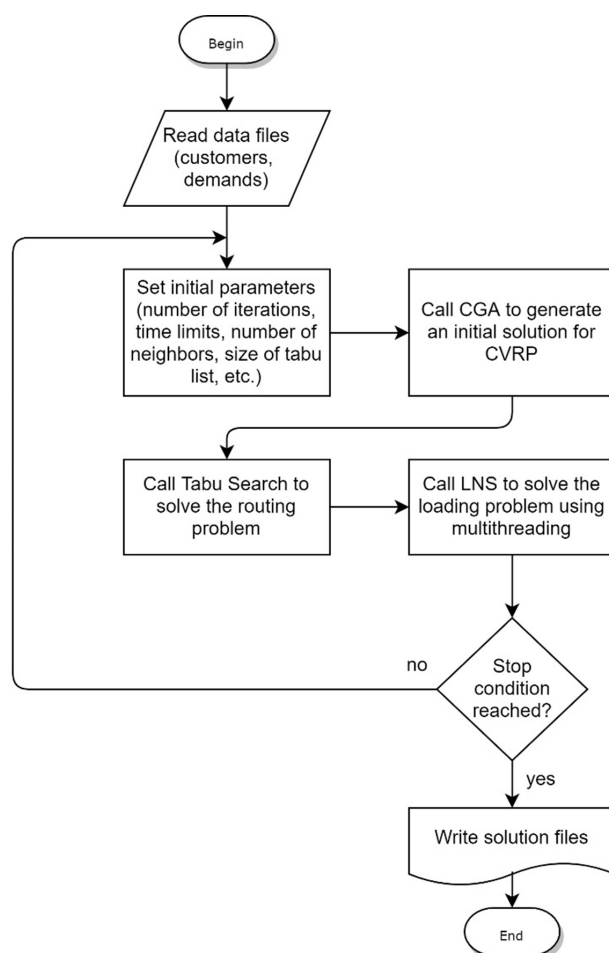 Begin
Read data files
(customers,
demands)
Set initial parameters
(number of iterations,
time limits, number of
neighbors, size of tabu
list, etc.)
Call CGA to generate
an initial solution for
CVRP
Call Tabu Search to
solve the routing
problem
Call LNS to solve the
loading problem using
multithreading
no
Stop
condition
reached?
yes
Write solution files
End